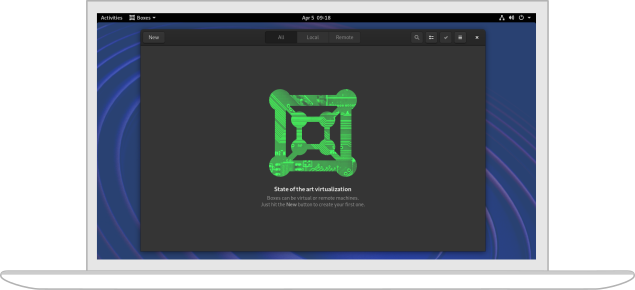 Activities Boxes Apr 5 09:18
New All Local Remote
State of the art virtualization
Boxes can be virtual or remote machines.
Just hit the New button to create your first one.